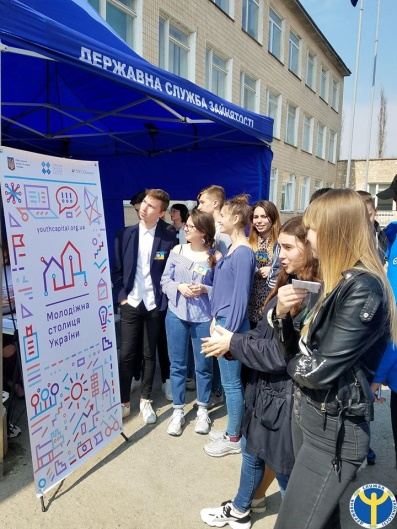 ДЕРЖАВНА СЛУЖБА ЗАЙНЯТОСТІ
youthcapital.org.ua
Молодіжна
столиця
України